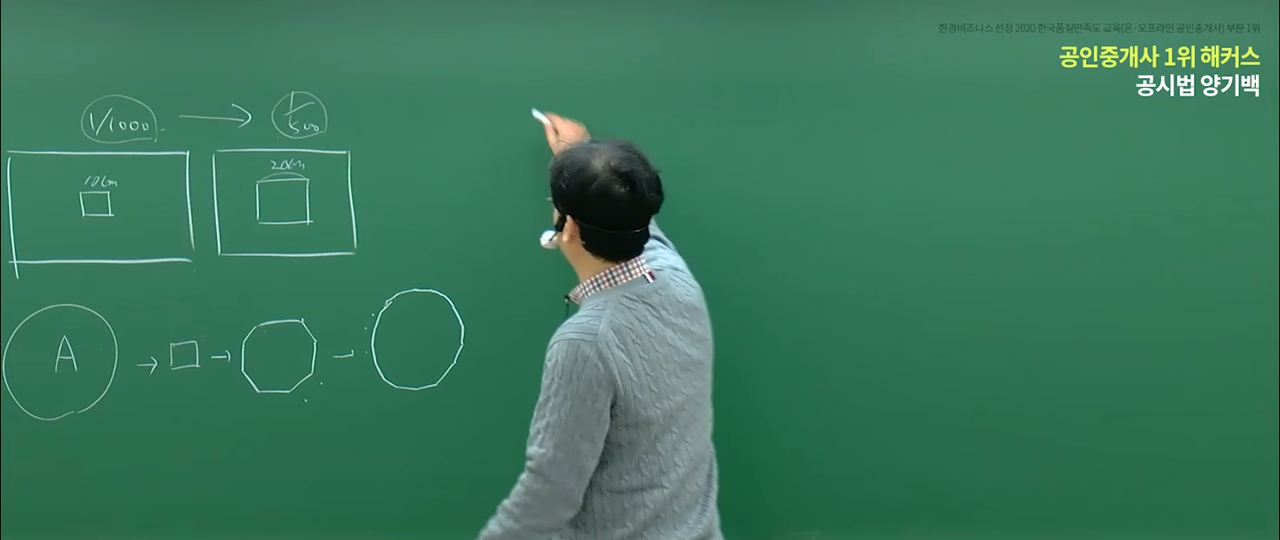 한경비즈니스 선정 2020 한국품질만족도 교육(온·오프라인 공인중개사) 부문 1위
공인중개사 1위 해커스
공시법 양기백
1/1000
1/500
10cm
20cm
A